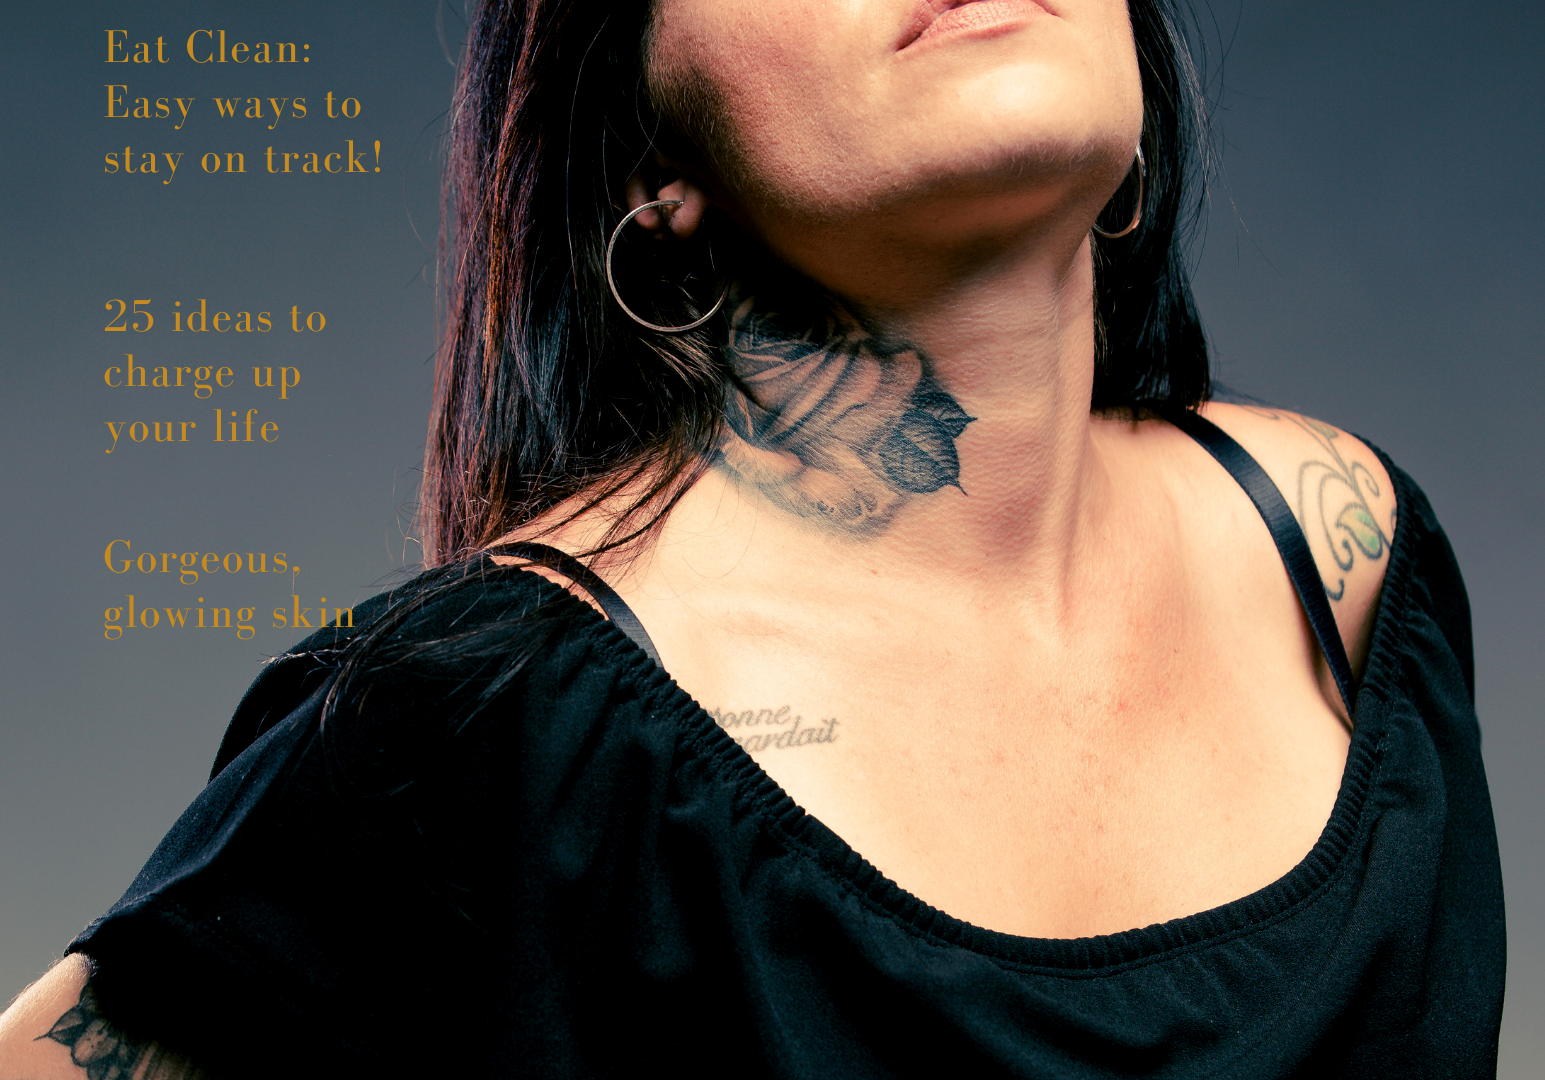 Eat Clean:
Easy ways to
stay on track!
25 ideas to
charge up
your life
Gorgeous,
glowing skin